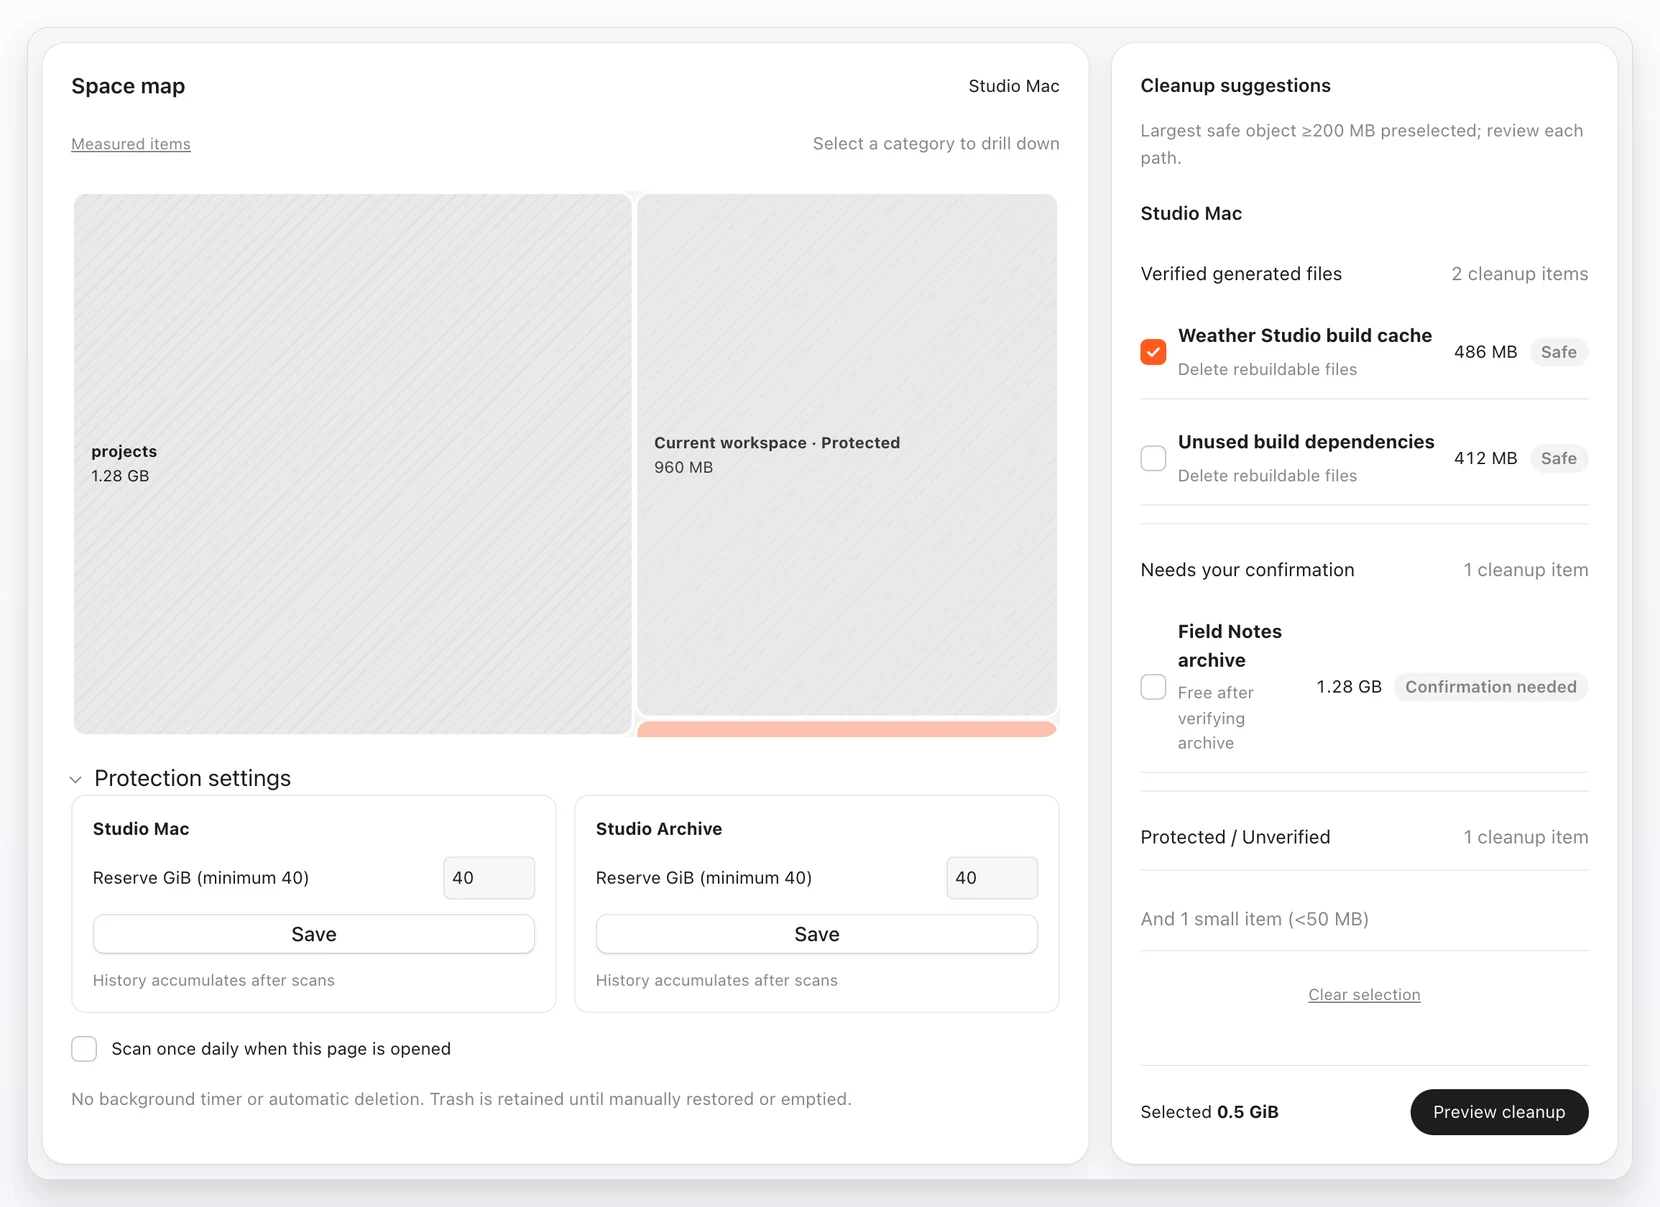 Space map
Studio Mac
Measured items
Select a category to drill down
projects
1.28 GB
Current workspace · Protected
960 MB
Protection settings
Studio Mac
Reserve GiB (minimum 40)
40
Save
History accumulates after scans
Studio Archive
Reserve GiB (minimum 40)
40
Save
History accumulates after scans
Scan once daily when this page is opened
No background timer or automatic deletion. Trash is retained until manually restored or emptied.
Cleanup suggestions
Largest safe object ≥200 MB preselected; review each
path.
Studio Mac
Verified generated files
2 cleanup items
Weather Studio build cache
Delete rebuildable files
486 MB
Safe
Unused build dependencies
Delete rebuildable files
412 MB
Safe
Needs your confirmation
1 cleanup item
Field Notes
archive
Free after
verifying
archive
1.28 GB
Confirmation needed
Protected / Unverified
1 cleanup item
And 1 small item (<50 MB)
Clear selection
Selected 0.5 GiB
Preview cleanup